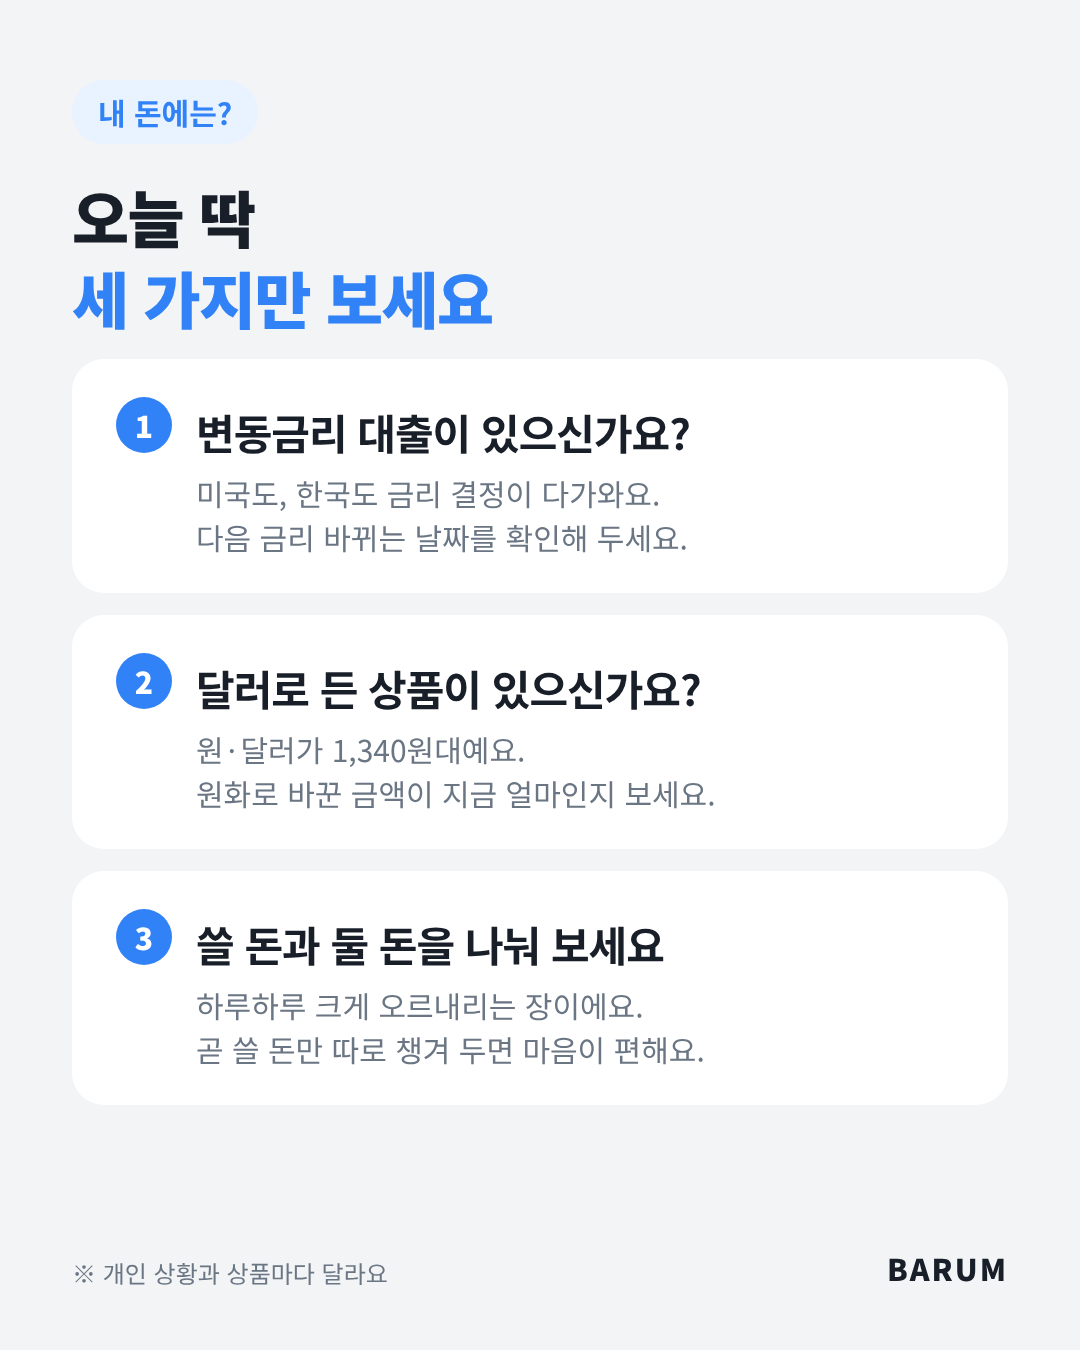 내 돈에는?
오늘 딱
세 가지만 보세요
1
변동금리 대출이 있으신가요?
미국도, 한국도 금리 결정이 다가와요.
다음 금리 바뀌는 날짜를 확인해 두세요.
2
달러로 든 상품이 있으신가요?
원·달러가 1,340원대예요.
원화로 바꾼 금액이 지금 얼마인지 보세요.
3
쓸 돈과 둘 돈을 나눠 보세요
하루하루 크게 오르내리는 장이에요.
곧 쓸 돈만 따로 챙겨 두면 마음이 편해요.
※ 개인 상황과 상품마다 달라요
BARUM